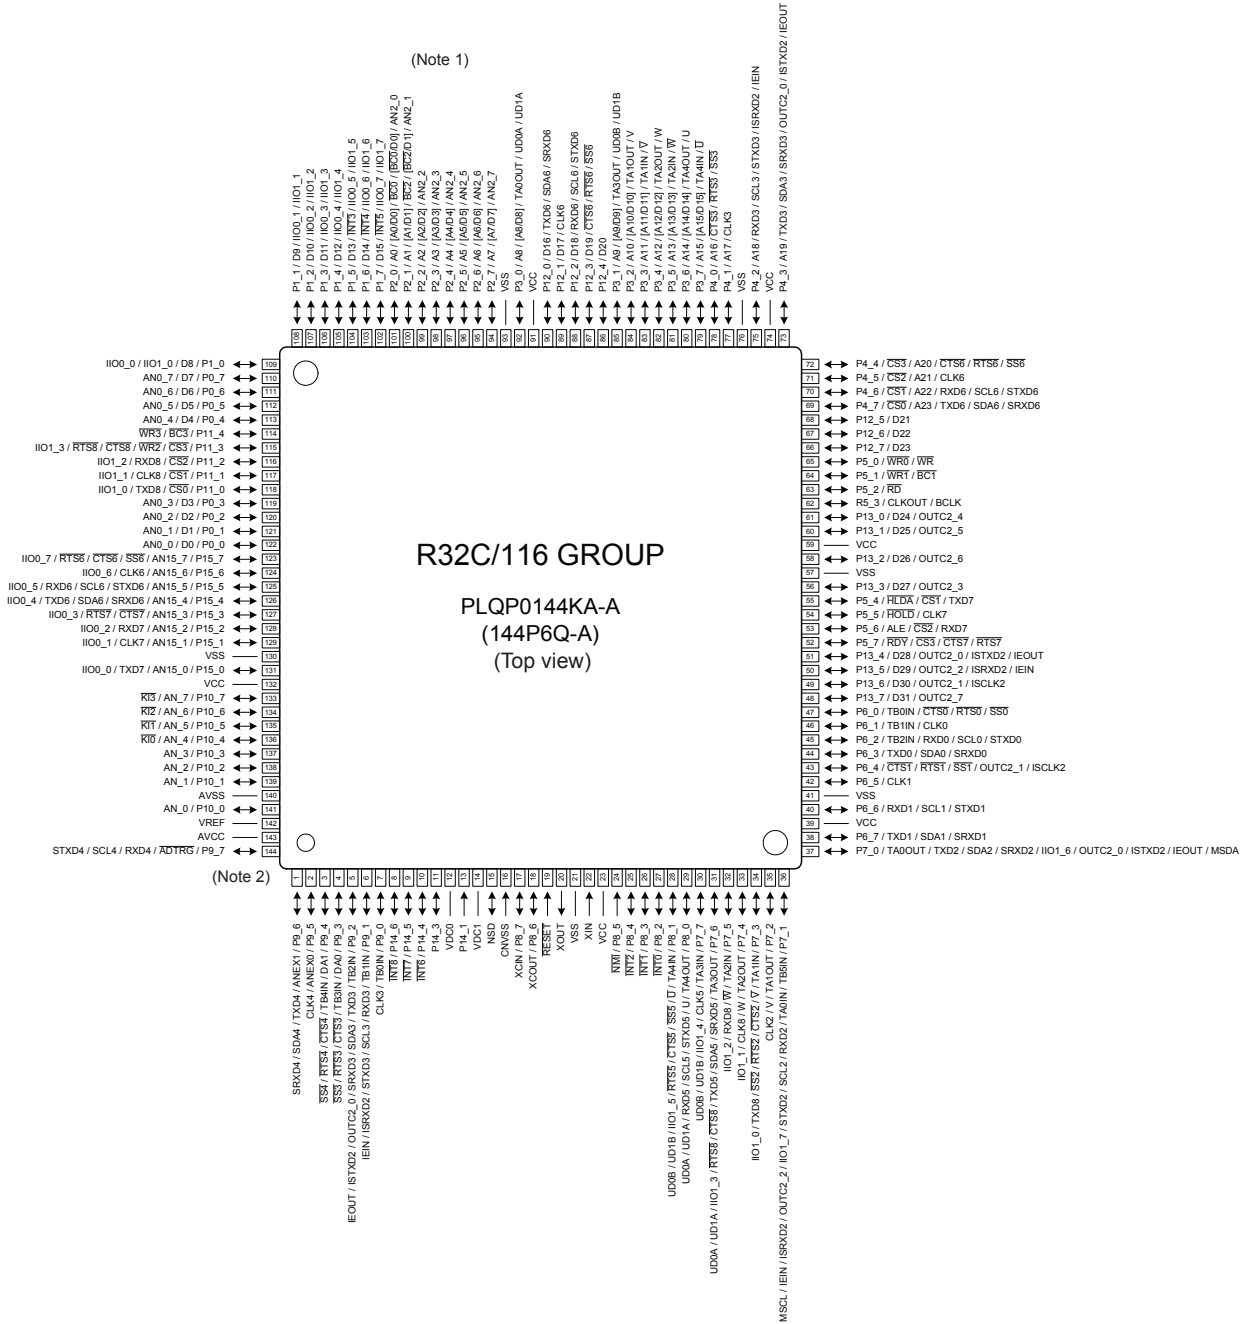 (Note 1)
P1_1 / D9 / IIO0_1 / IIO1_1
P1_2 / D10 / IIO0_2 / IIO1_2
P1_3 / D11 / IIO0_3 / IIO1_3
P1_4 / D12 / IIO0_4 / IIO1_4
P1_5 / D13 / INT3 / IIO0_5 / IIO1_5
P1_6 / D14 / INT4 / IIO0_6 / IIO1_6
P1_7 / D15 / INT5 / IIO0_7 / IIO1_7
P2_0 / A0 / [A0/D0] / BC0 / [BC0/D0] / AN2_0
P2_1 / A1 / [A1/D1] / BC2 / [BC2/D1] / AN2_1
P2_2 / A2 / [A2/D2] / AN2_2
P2_3 / A3 / [A3/D3] / AN2_3
P2_4 / A4 / [A4/D4] / AN2_4
P2_5 / A5 / [A5/D5] / AN2_5
P2_6 / A6 / [A6/D6] / AN2_6
P2_7 / A7 / [A7/D7] / AN2_7
VSS
P3_0 / A8 / [A8/D8] / TA0OUT / UD0A / UD1A
VCC
P12_0 / D16 / TXD6 / SDA6 / SRXD6
P12_1 / D17 / CLK6
P12_2 / D18 / RXD6 / SCL6 / STXD6
P12_3 / D19 / CTS6 / RTS6 / SS6
P12_4 / D20
P3_1 / A9 / [A9/D9] / TA3OUT / UD0B / UD1B
P3_2 / A10 / [A10/D10] / TA1OUT / V
P3_3 / A11 / [A11/D11] / TA1IN / V
P3_4 / A12 / [A12/D12] / TA2OUT / W
P3_5 / A13 / [A13/D13] / TA2IN / W
P3_6 / A14 / [A14/D14] / TA4OUT / U
P3_7 / A15 / [A15/D15] / TA4IN / U
P4_0 / A16 / CTS3 / RTS3 / SS3
P4_1 / A17 / CLK3
VSS
P4_2 / A18 / RXD3 / SCL3 / STXD3 / ISRXD2 / IEIN
VCC
P4_3 / A19 / TXD3 / SDA3 / SRXD3 / OUTC2_0 / ISTXD2 / IEOUT
108 107 106 105 104 103 102 101 100 99 98 97 96 95 94 93 92 91 90 89 88 87 86 85 84 83 82 81 80 79 78 77 76 75 74 73
IIO0_0 / IIO1_0 / D8 / P1_0 109
AN0_7 / D7 / P0_7 110
AN0_6 / D6 / P0_6 111
AN0_5 / D5 / P0_5 112
AN0_4 / D4 / P0_4 113
WR3 / BC3 / P11_4 114
IIO1_3 / RTS8 / CTS8 / WR2 / CS3 / P11_3 115
IIO1_2 / RXD8 / CS2 / P11_2 116
IIO1_1 / CLK8 / CS1 / P11_1 117
IIO1_0 / TXD8 / CS0 / P11_0 118
AN0_3 / D3 / P0_3 119
AN0_2 / D2 / P0_2 120
AN0_1 / D1 / P0_1 121
AN0_0 / D0 / P0_0 122
IIO0_7 / RTS6 / CTS6 / SS6 / AN15_7 / P15_7 123
IIO0_6 / CLK6 / AN15_6 / P15_6 124
IIO0_5 / RXD6 / SCL6 / STXD6 / AN15_5 / P15_5 125
IIO0_4 / TXD6 / SDA6 / SRXD6 / AN15_4 / P15_4 126
IIO0_3 / RTS7 / CTS7 / AN15_3 / P15_3 127
IIO0_2 / RXD7 / AN15_2 / P15_2 128
IIO0_1 / CLK7 / AN15_1 / P15_1 129
VSS 130
IIO0_0 / TXD7 / AN15_0 / P15_0 131
VCC 132
KI3 / AN_7 / P10_7 133
KI2 / AN_6 / P10_6 134
KI1 / AN_5 / P10_5 135
KI0 / AN_4 / P10_4 136
AN_3 / P10_3 137
AN_2 / P10_2 138
AN_1 / P10_1 139
AVSS 140
AN_0 / P10_0 141
VREF 142
AVCC 143
STXD4 / SCL4 / RXD4 / ADTRG / P9_7 144
R32C/116 GROUP
PLQP0144KA-A
(144P6Q-A)
(Top view)
72 P4_4 / CS3 / A20 / CTS6 / RTS6 / SS6
71 P4_5 / CS2 / A21 / CLK6
70 P4_6 / CS1 / A22 / RXD6 / SCL6 / STXD6
69 P4_7 / CS0 / A23 / TXD6 / SDA6 / SRXD6
68 P12_5 / D21
67 P12_6 / D22
66 P12_7 / D23
65 P5_0 / WR0 / WR
64 P5_1 / WR1 / BC1
63 P5_2 / RD
62 R5_3 / CLKOUT / BCLK
61 P13_0 / D24 / OUTC2_4
60 P13_1 / D25 / OUTC2_5
59 VCC
58 P13_2 / D26 / OUTC2_6
57 VSS
56 P13_3 / D27 / OUTC2_3
55 P5_4 / HLDA / CS1 / TXD7
54 P5_5 / HOLD / CLK7
53 P5_6 / ALE / CS2 / RXD7
52 P5_7 / RDY / CS3 / CTS7 / RTS7
51 P13_4 / D28 / OUTC2_0 / ISTXD2 / IEOUT
50 P13_5 / D29 / OUTC2_2 / ISRXD2 / IEIN
49 P13_6 / D30 / OUTC2_1 / ISCLK2
48 P13_7 / D31 / OUTC2_7
47 P6_0 / TB0IN / CTS0 / RTS0 / SS0
46 P6_1 / TB1IN / CLK0
45 P6_2 / TB2IN / RXD0 / SCL0 / STXD0
44 P6_3 / TXD0 / SDA0 / SRXD0
43 P6_4 / CTS1 / RTS1 / SS1 / OUTC2_1 / ISCLK2
42 P6_5 / CLK1
41 VSS
40 P6_6 / RXD1 / SCL1 / STXD1
39 VCC
38 P6_7 / TXD1 / SDA1 / SRXD1
37 P7_0 / TA0OUT / TXD2 / SDA2 / SRXD2 / IIO1_6 / OUTC2_0 / ISTXD2 / IEOUT / MSDA
(Note 2)
1 2 3 4 5 6 7 8 9 10 11 12 13 14 15 16 17 18 19 20 21 22 23 24 25 26 27 28 29 30 31 32 33 34 35 36
SRXD4 / SDA4 / TXD4 / ANEX1 / P9_6
CLK4 / ANEX0 / P9_5
SS4 / RTS4 / CTS4 / TB4IN / DA1 / P9_4
SS3 / RTS3 / CTS3 / TB3IN / DA0 / P9_3
IEOUT / ISTXD2 / OUTC2_0 / SRXD3 / SDA3 / TXD3 / TB2IN / P9_2
IEIN / ISRXD2 / STXD3 / SCL3 / RXD3 / TB1IN / P9_1
CLK3 / TB0IN / P9_0
INT8 / P14_6
INT7 / P14_5
INT6 / P14_4
P14_3
VDC0
P14_1
VDC1
NSD
CNVSS
XCIN / P8_7
XCOUT / P8_6
RESET
XOUT
VSS
XIN
VCC
NMI / P8_5
INT2 / P8_4
INT1 / P8_3
INT0 / P8_2
UD0B / UD1B / IIO1_5 / RTS5 / CTS5 / SS5 / U / TA4IN / P8_1
UD0A / UD1A / RXD5 / SCL5 / STXD5 / U / TA4OUT / P8_0
UD0B / UD1B / IIO1_4 / CLK5 / TA3IN / P7_7
UD0A / UD1A / IIO1_3 / RTS8 / CTS8 / TXD5 / SDA5 / SRXD5 / TA3OUT / P7_6
IIO1_2 / RXD8 / W / TA2IN / P7_5
IIO1_1 / CLK8 / W / TA2OUT / P7_4
IIO1_0 / TXD8 / SS2 / RTS2 / CTS2 / V / TA1IN / P7_3
CLK2 / V / TA1OUT / P7_2
MSCL / IEIN / ISRXD2 / OUTC2_2 / IIO1_7 / STXD2 / SCL2 / RXD2 / TA0IN / TB5IN / P7_1